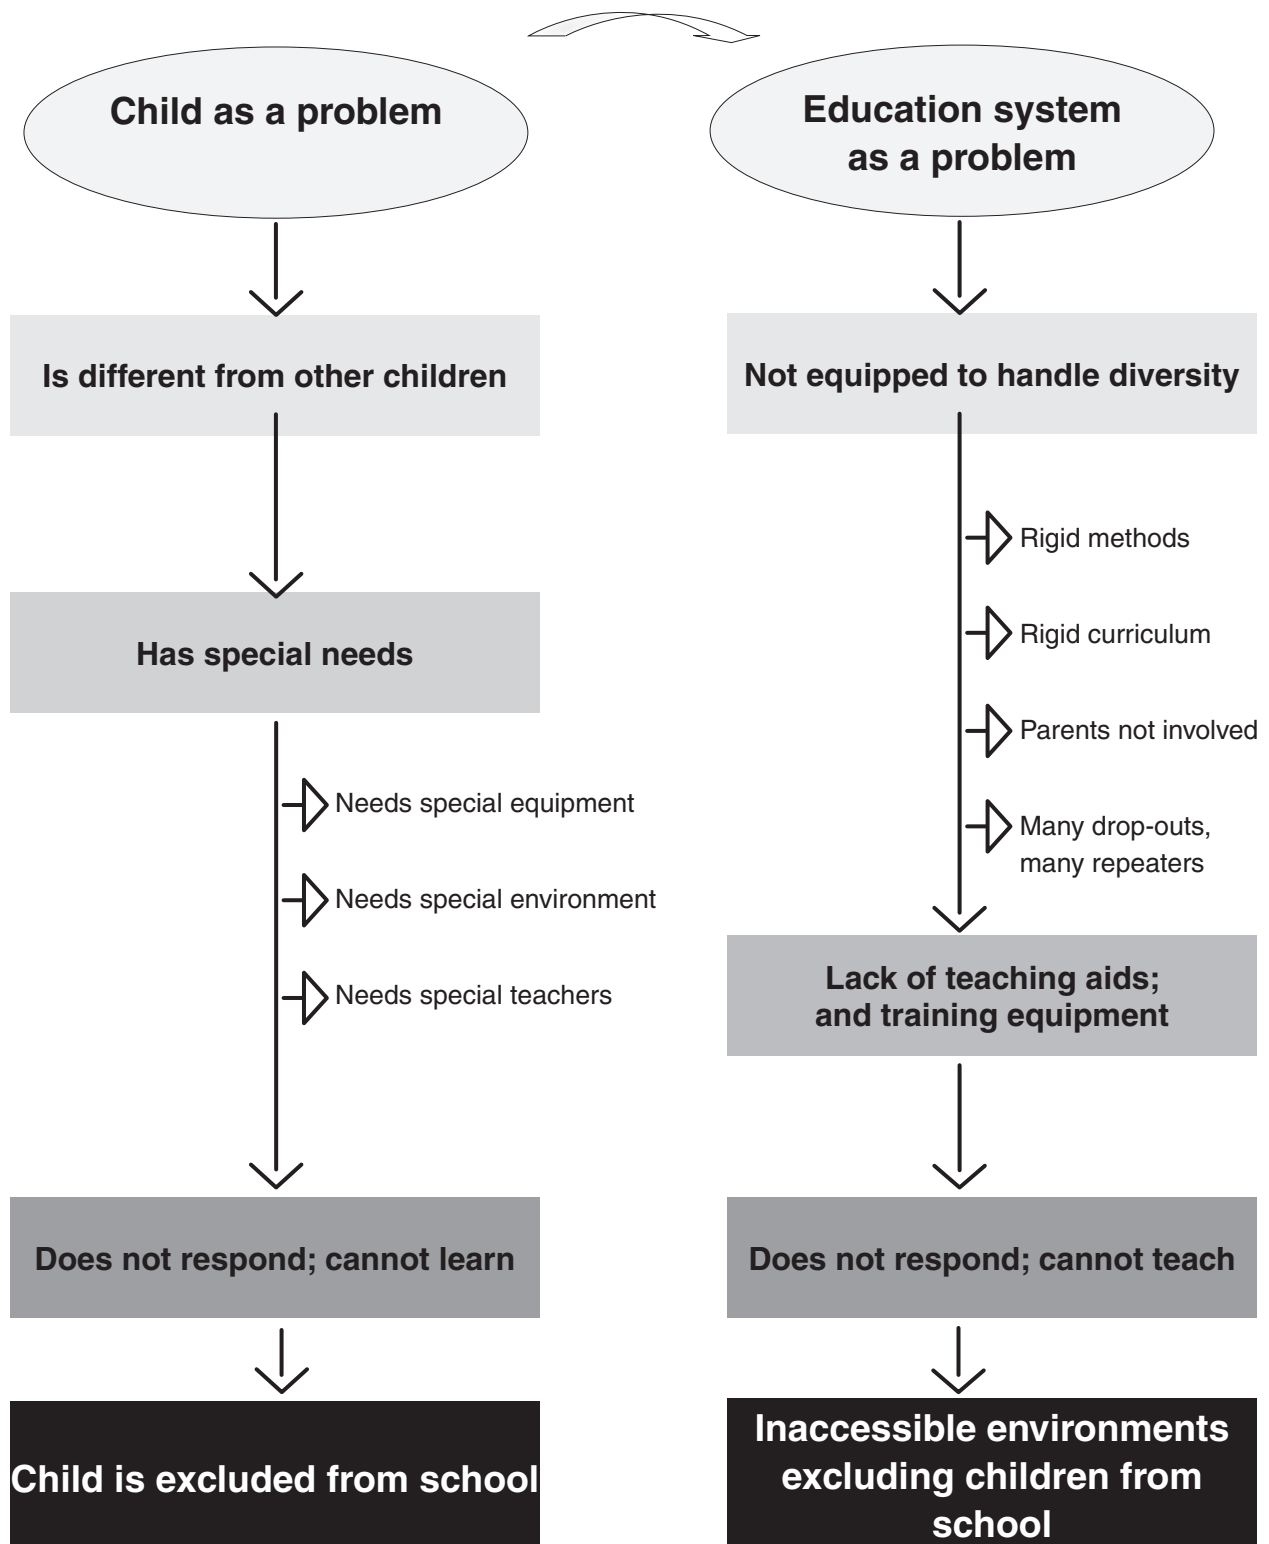 Child as a problem
Is different from other children
Has special needs
Needs special equipment
Needs special environment
Needs special teachers
Does not respond; cannot learn
Child is excluded from school
Education system
as a problem
Not equipped to handle diversity
Rigid methods
Rigid curriculum
Parents not involved
Many drop-outs,
many repeaters
Lack of teaching aids;
and training equipment
Does not respond; cannot teach
Inaccessible environments
excluding children from
school